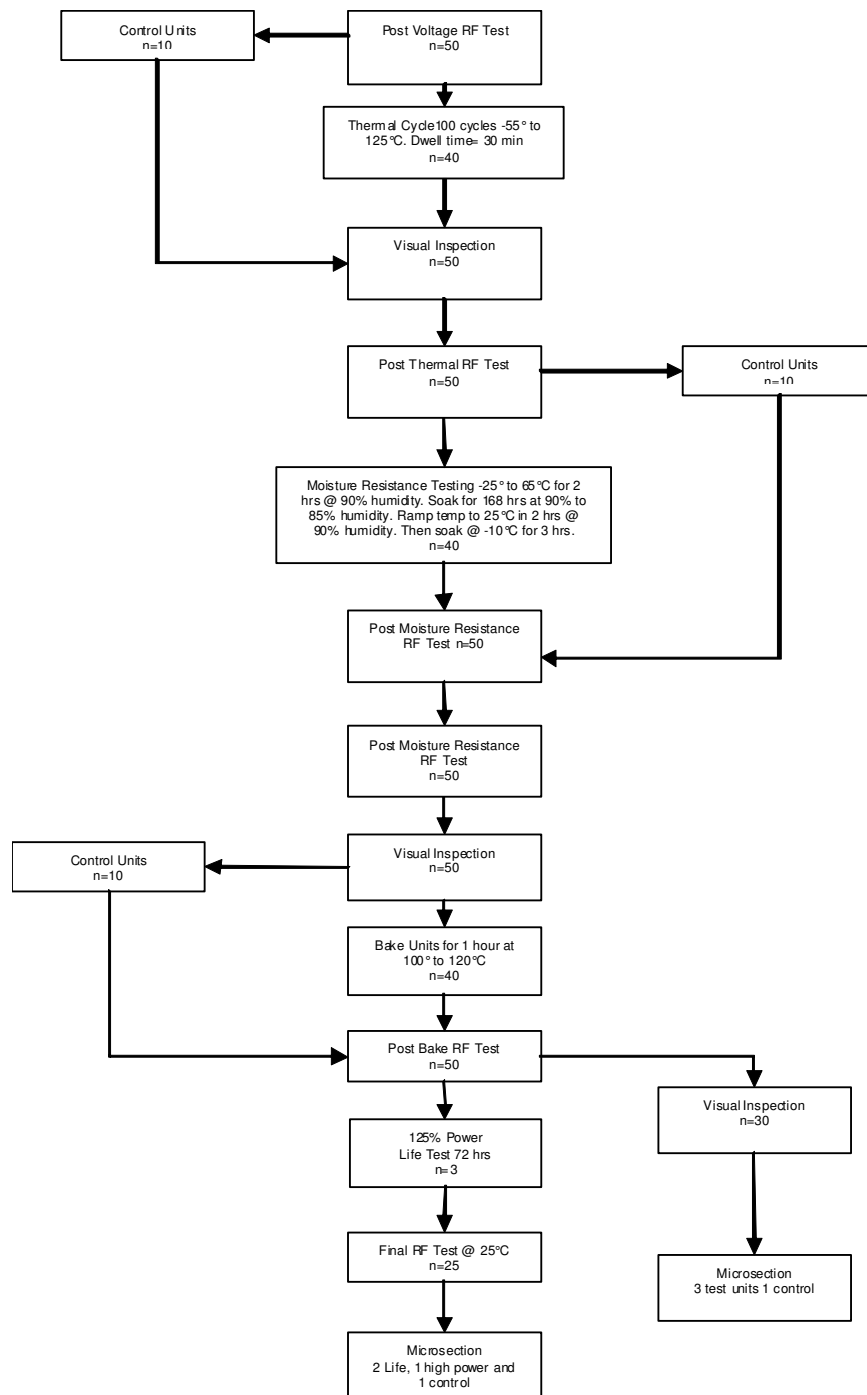 Control Units
n=10
Post Voltage RF Test
n=50
Thermal Cycle100 cycles -55° to
125°C. Dwell time= 30 min
n=40
Visual Inspection
n=50
Post Thermal RF Test
n=50
Control Units
n=10
Moisture Resistance Testing -25° to 65°C for 2
hrs @ 90% humidity. Soak for 168 hrs at 90% to
85% humidity. Ramp temp to 25°C in 2 hrs @
90% humidity. Then soak @ -10°C for 3 hrs.
n=40
Post Moisture Resistance
RF Test n=50
Post Moisture Resistance
RF Test
n=50
Control Units
n=10
Visual Inspection
n=50
Bake Units for 1 hour at
100° to 120°C
n=40
Post Bake RF Test
n=50
Visual Inspection
n=30
125% Power
Life Test 72 hrs
n=3
Final RF Test @ 25°C
n=25
Microsection
3 test units 1 control
Microsection
2 Life, 1 high power and
1 control